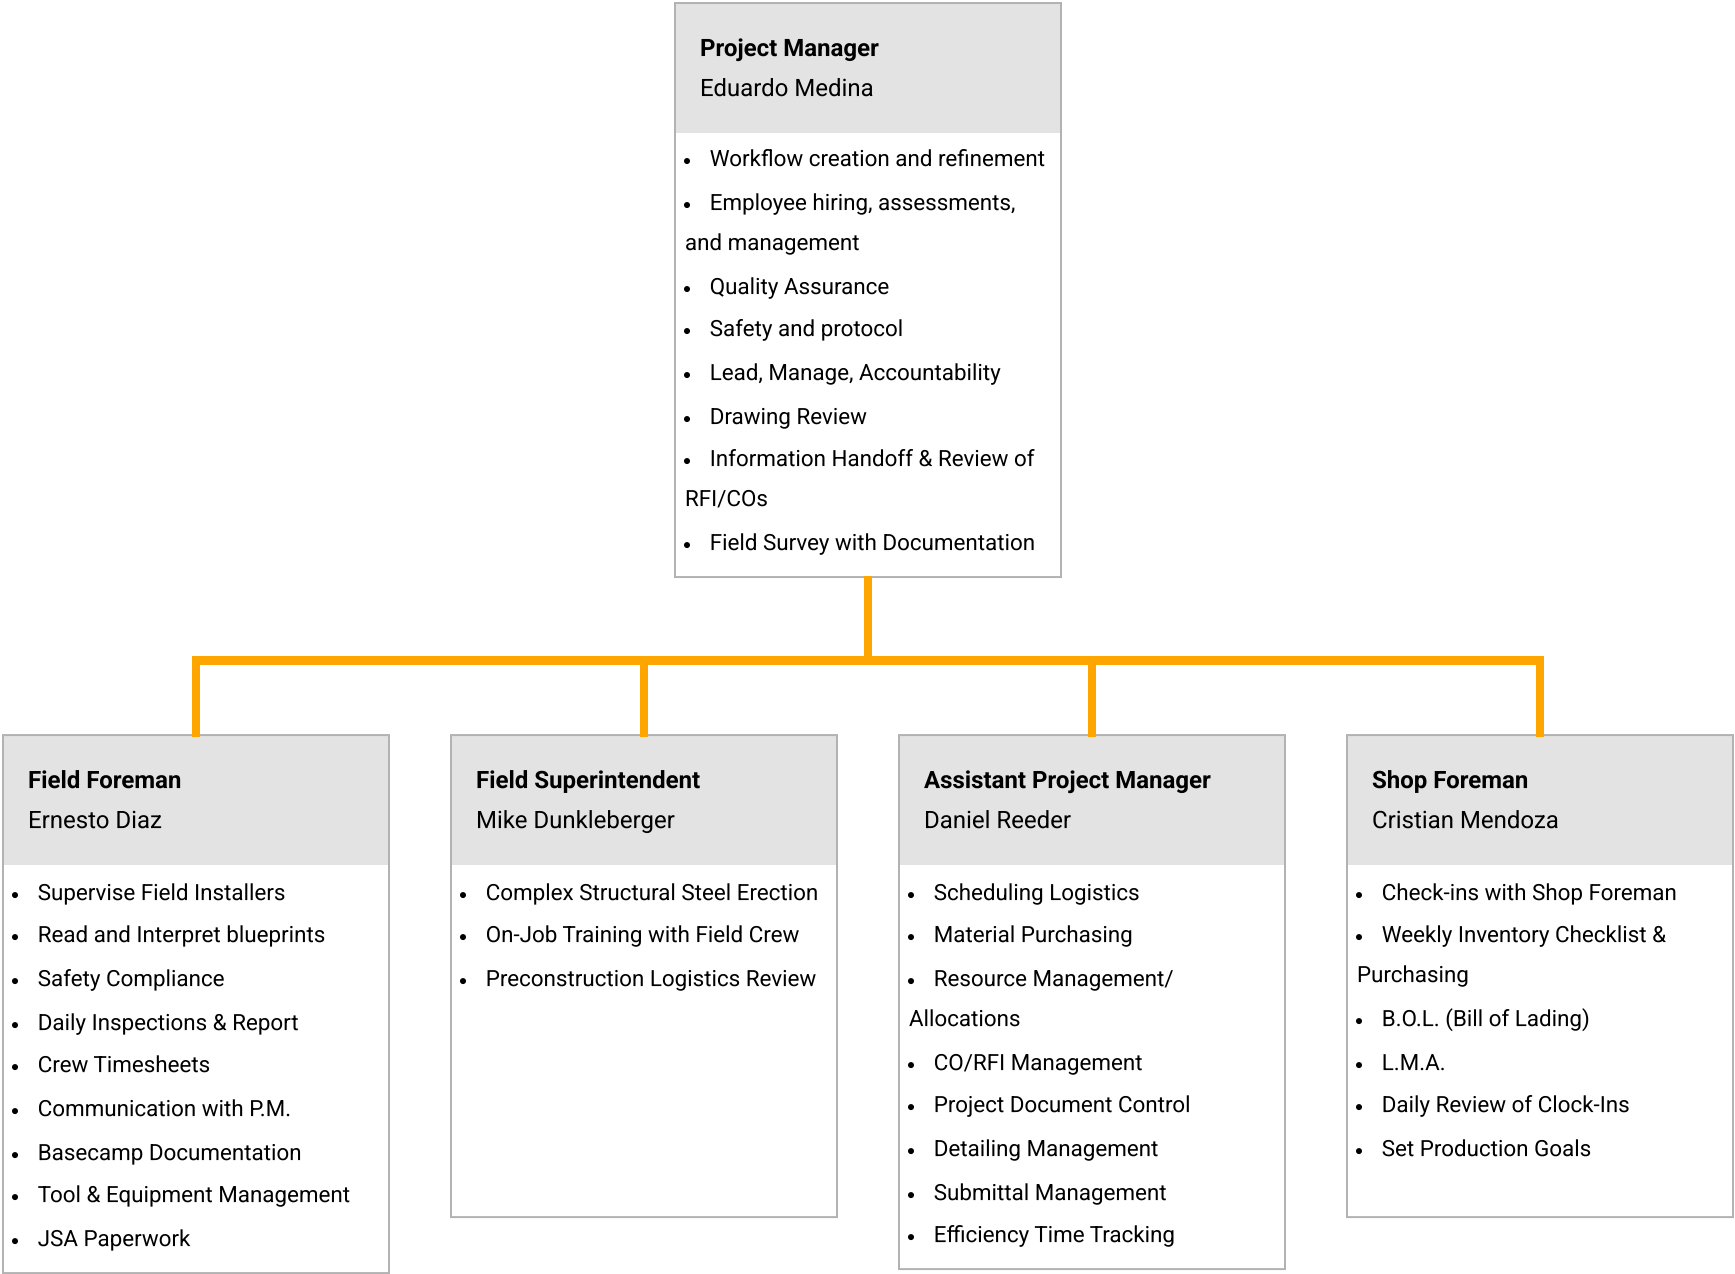 Project Manager
Eduardo Medina
• Workflow creation and refinement
• Employee hiring, assessments,
and management
• Quality Assurance
• Safety and protocol
• Lead, Manage, Accountability
• Drawing Review
• Information Handoff & Review of
RFI/COs
• Field Survey with Documentation
Field Foreman
Ernesto Diaz
• Supervise Field Installers
• Read and Interpret blueprints
• Safety Compliance
• Daily Inspections & Report
• Crew Timesheets
• Communication with P.M.
• Basecamp Documentation
• Tool & Equipment Management
• JSA Paperwork
Field Superintendent
Mike Dunkleberger
• Complex Structural Steel Erection
• On-Job Training with Field Crew
• Preconstruction Logistics Review
Assistant Project Manager
Daniel Reeder
• Scheduling Logistics
• Material Purchasing
• Resource Management/
Allocations
• CO/RFI Management
• Project Document Control
• Detailing Management
• Submittal Management
• Efficiency Time Tracking
Shop Foreman
Cristian Mendoza
• Check-ins with Shop Foreman
• Weekly Inventory Checklist &
Purchasing
• B.O.L. (Bill of Lading)
• L.M.A.
• Daily Review of Clock-Ins
• Set Production Goals